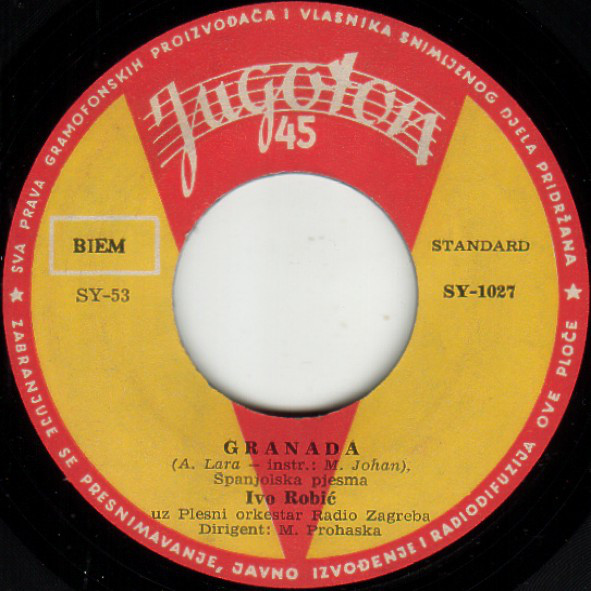 SVA PRAVA GRAMOFONSKIH PROIZVOĐAČA I VLASNIKA SNIMLJENOG DJELA PRIDRŽANA
Jugoton
45
BIEM
STANDARD
SY-53
SY-1027
GRANADA
(A. Lara – instr.: M. Johan),
Španjolska pjesma
Ivo Robić
uz Plesni orkestar Radio Zagreba
Dirigent: M. Prohaska
ZABRANJUJE SE PRESNIMAVANJE, JAVNO IZVOĐENJE I RADIODIFUZIJA OVE PLOČE